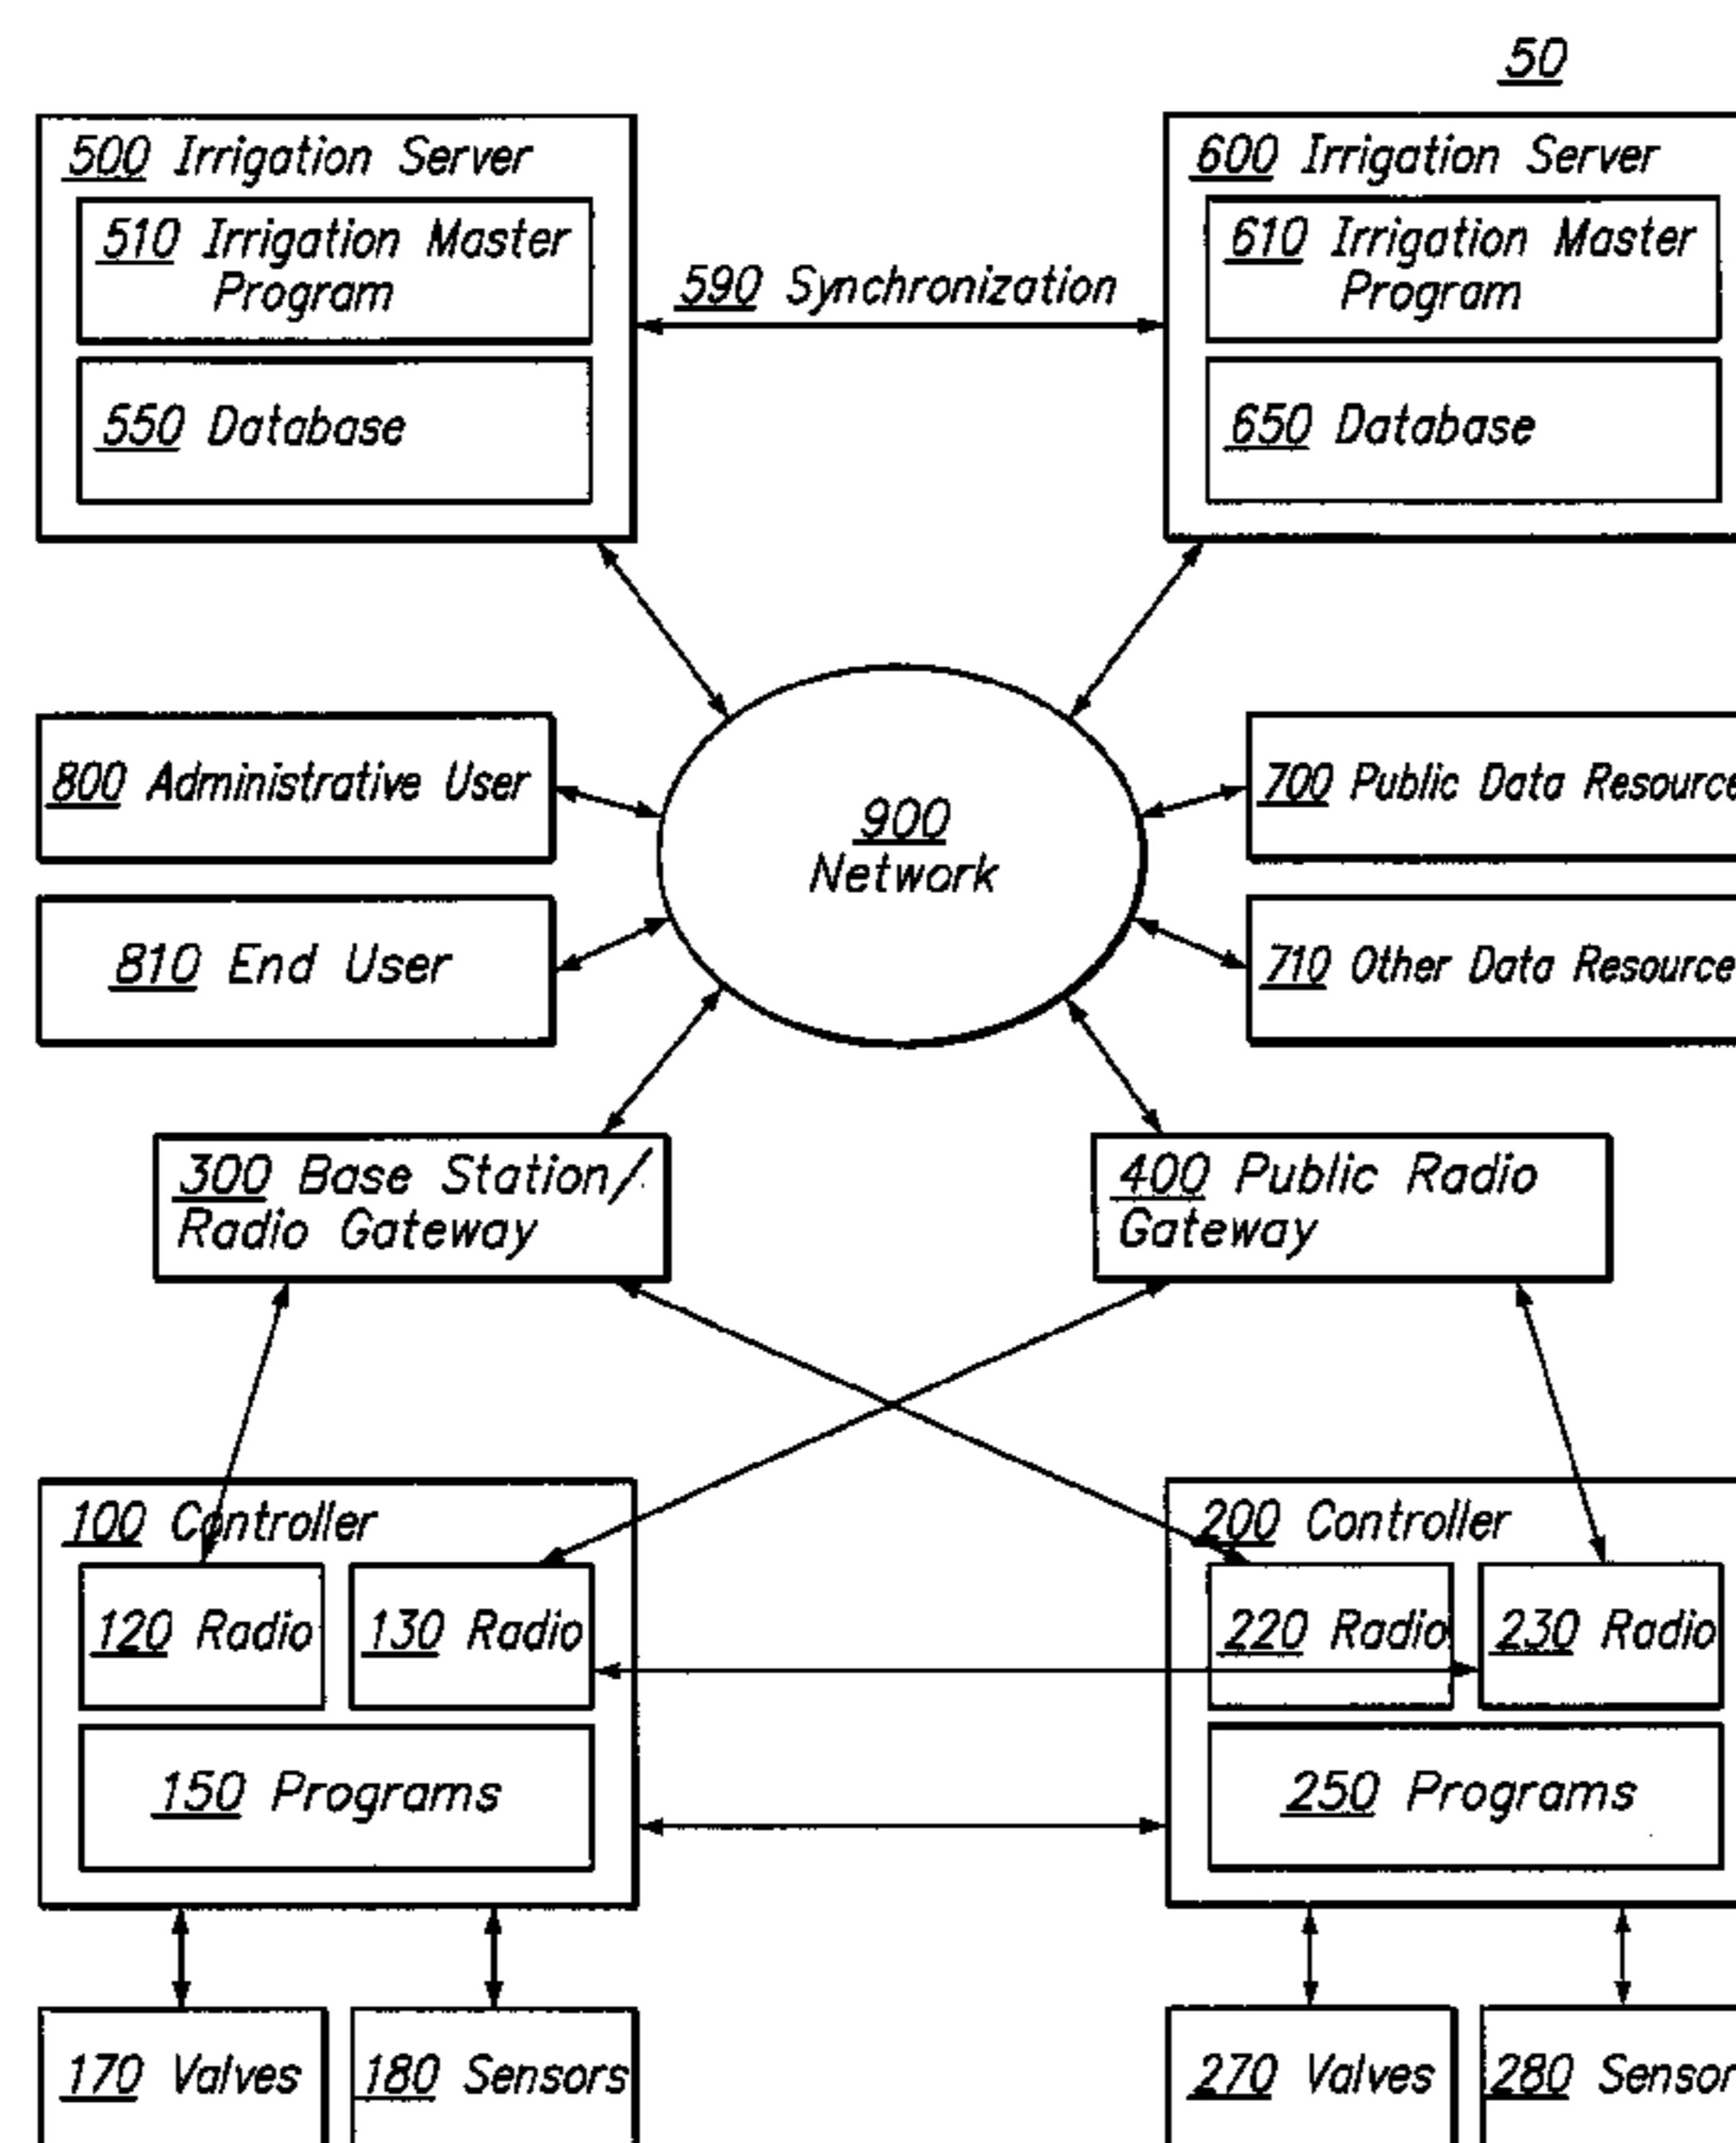 50
500 Irrigation Server
600 Irrigation Server
510 Irrigation Master
Program
610 Irrigation Master
Program
590 Synchronization
550 Database
650 Database
800 Administrative User
700 Public Data Resource
900
Network
810 End User
710 Other Data Resource
300 Base Station/
Radio Gateway
400 Public Radio
Gateway
100 Controller
200 Controller
120 Radio
130 Radio
220 Radio
230 Radio
150 Programs
250 Programs
170 Valves
180 Sensors
270 Valves
280 Sensor